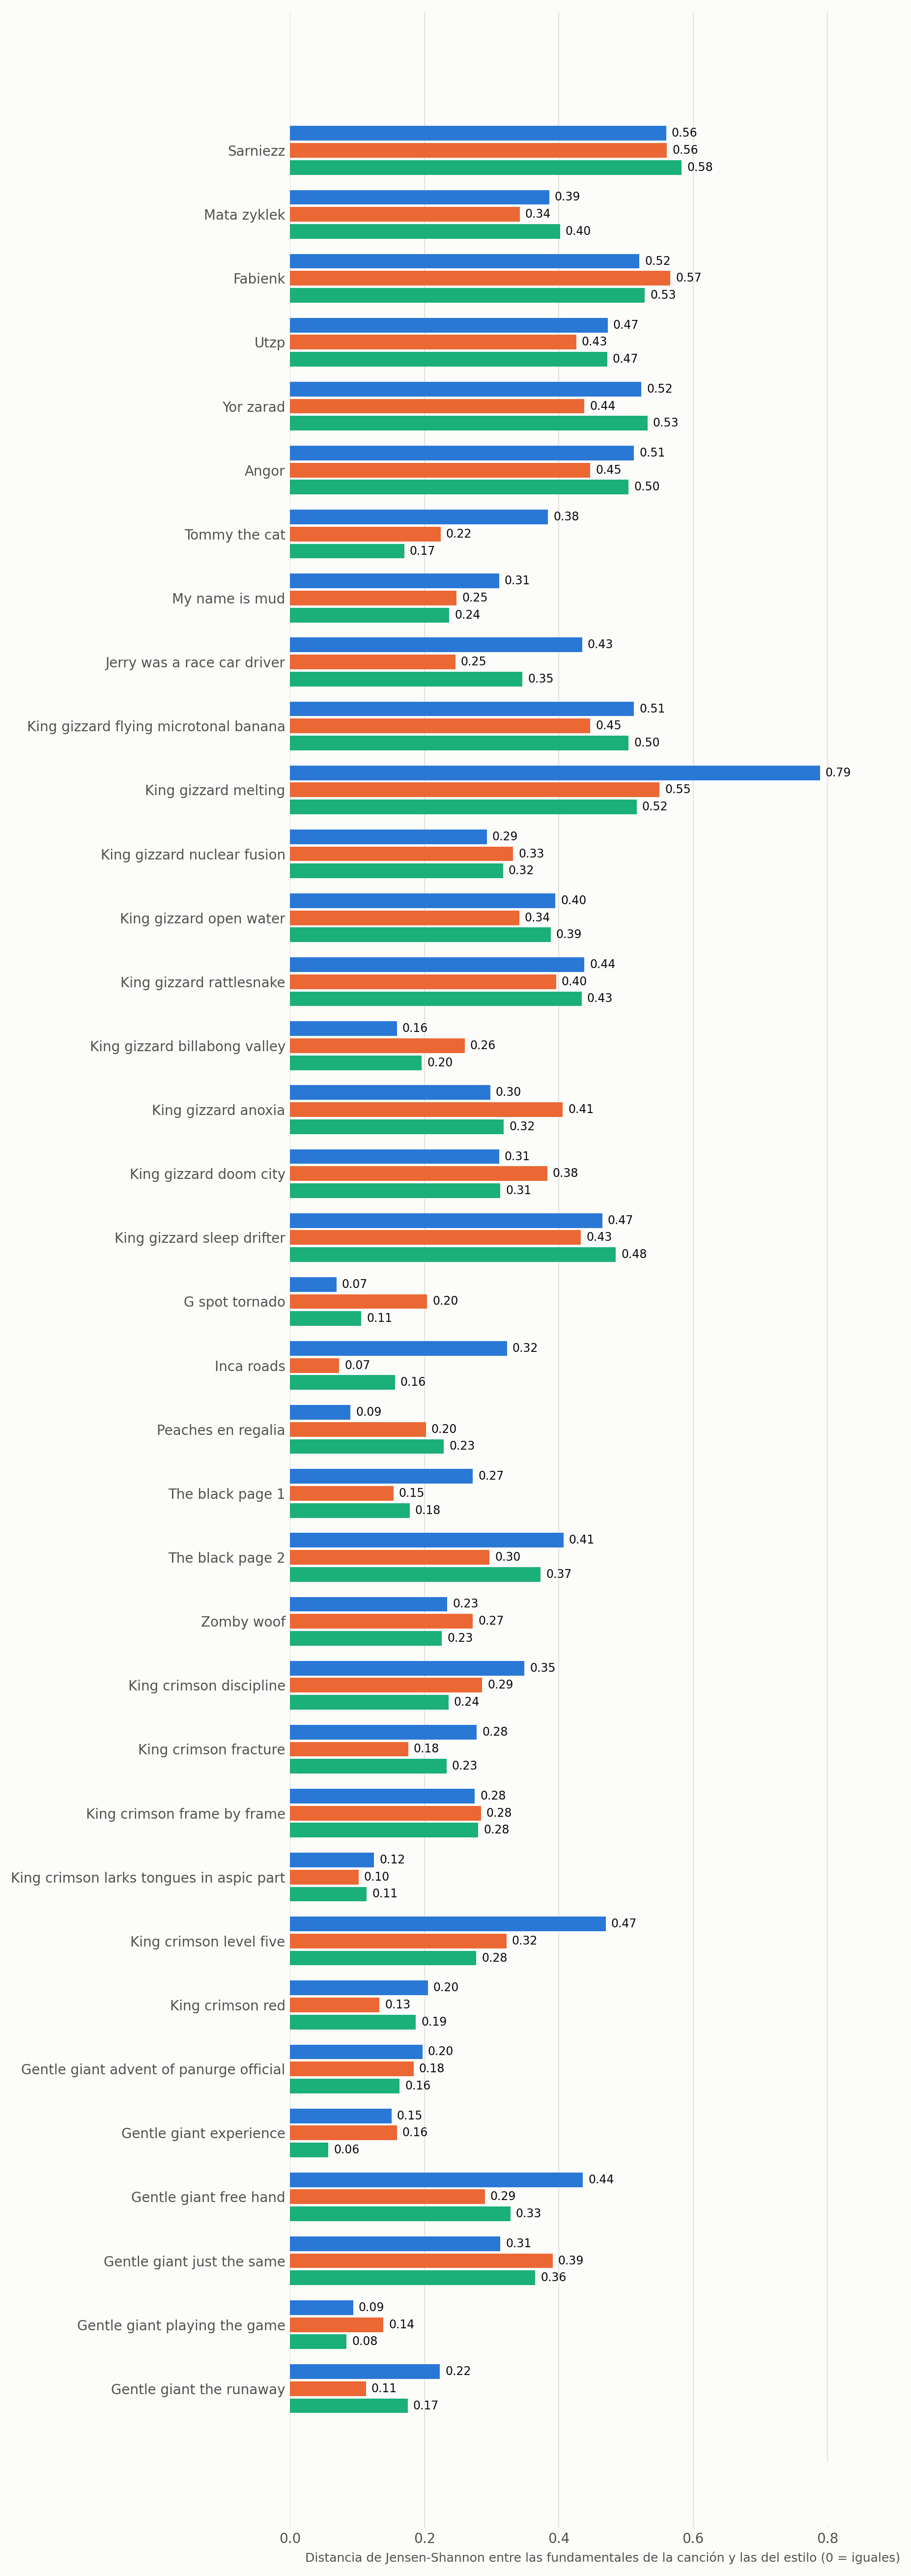 Sarniezz
0.56
0.56
0.58
Mata zyklek
0.39
0.34
0.40
Fabienk
0.52
0.57
0.53
Utzp
0.47
0.43
0.47
Yor zarad
0.52
0.44
0.53
Angor
0.51
0.45
0.50
Tommy the cat
0.38
0.22
0.17
My name is mud
0.31
0.25
0.24
Jerry was a race car driver
0.43
0.25
0.35
King gizzard flying microtonal banana
0.51
0.45
0.50
King gizzard melting
0.79
0.55
0.52
King gizzard nuclear fusion
0.29
0.33
0.32
King gizzard open water
0.40
0.34
0.39
King gizzard rattlesnake
0.44
0.40
0.43
King gizzard billabong valley
0.16
0.26
0.20
King gizzard anoxia
0.30
0.41
0.32
King gizzard doom city
0.31
0.38
0.31
King gizzard sleep drifter
0.47
0.43
0.48
G spot tornado
0.07
0.20
0.11
Inca roads
0.32
0.07
0.16
Peaches en regalia
0.09
0.20
0.23
The black page 1
0.27
0.15
0.18
The black page 2
0.41
0.30
0.37
Zomby woof
0.23
0.27
0.23
King crimson discipline
0.35
0.29
0.24
King crimson fracture
0.28
0.18
0.23
King crimson frame by frame
0.28
0.28
0.28
King crimson larks tongues in aspic part
0.12
0.10
0.11
King crimson level five
0.47
0.32
0.28
King crimson red
0.20
0.13
0.19
Gentle giant advent of panurge official
0.20
0.18
0.16
Gentle giant experience
0.15
0.16
0.06
Gentle giant free hand
0.44
0.29
0.33
Gentle giant just the same
0.31
0.39
0.36
Gentle giant playing the game
0.09
0.14
0.08
Gentle giant the runaway
0.22
0.11
0.17
0.0 0.2 0.4 0.6 0.8
Distancia de Jensen-Shannon entre las fundamentales de la canción y las del estilo (0 = iguales)